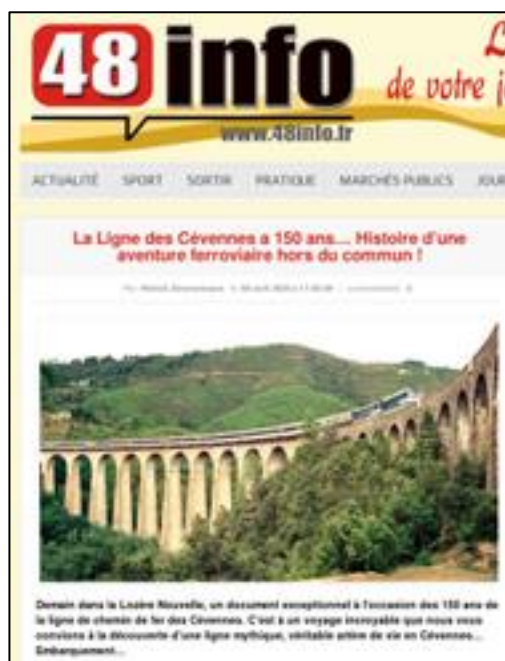 48 info
de votre
www.48info.fr
ACTUALITÉ SPORT SORTIR PRATIQUE MARCHÉS PUBLICS
La Ligne des Cévennes a 150 ans... Histoire d'une
aventure ferroviaire hors du commun !
Demain dans la Lozère Nouvelle, un document exceptionnel à l'occasion des 150 ans de
la ligne de chemin de fer des Cévennes. C'est à un voyage incroyable que nous vous
convions à la découverte d'une ligne mythique, véritable artère de vie en Cévennes...
Embarquement...